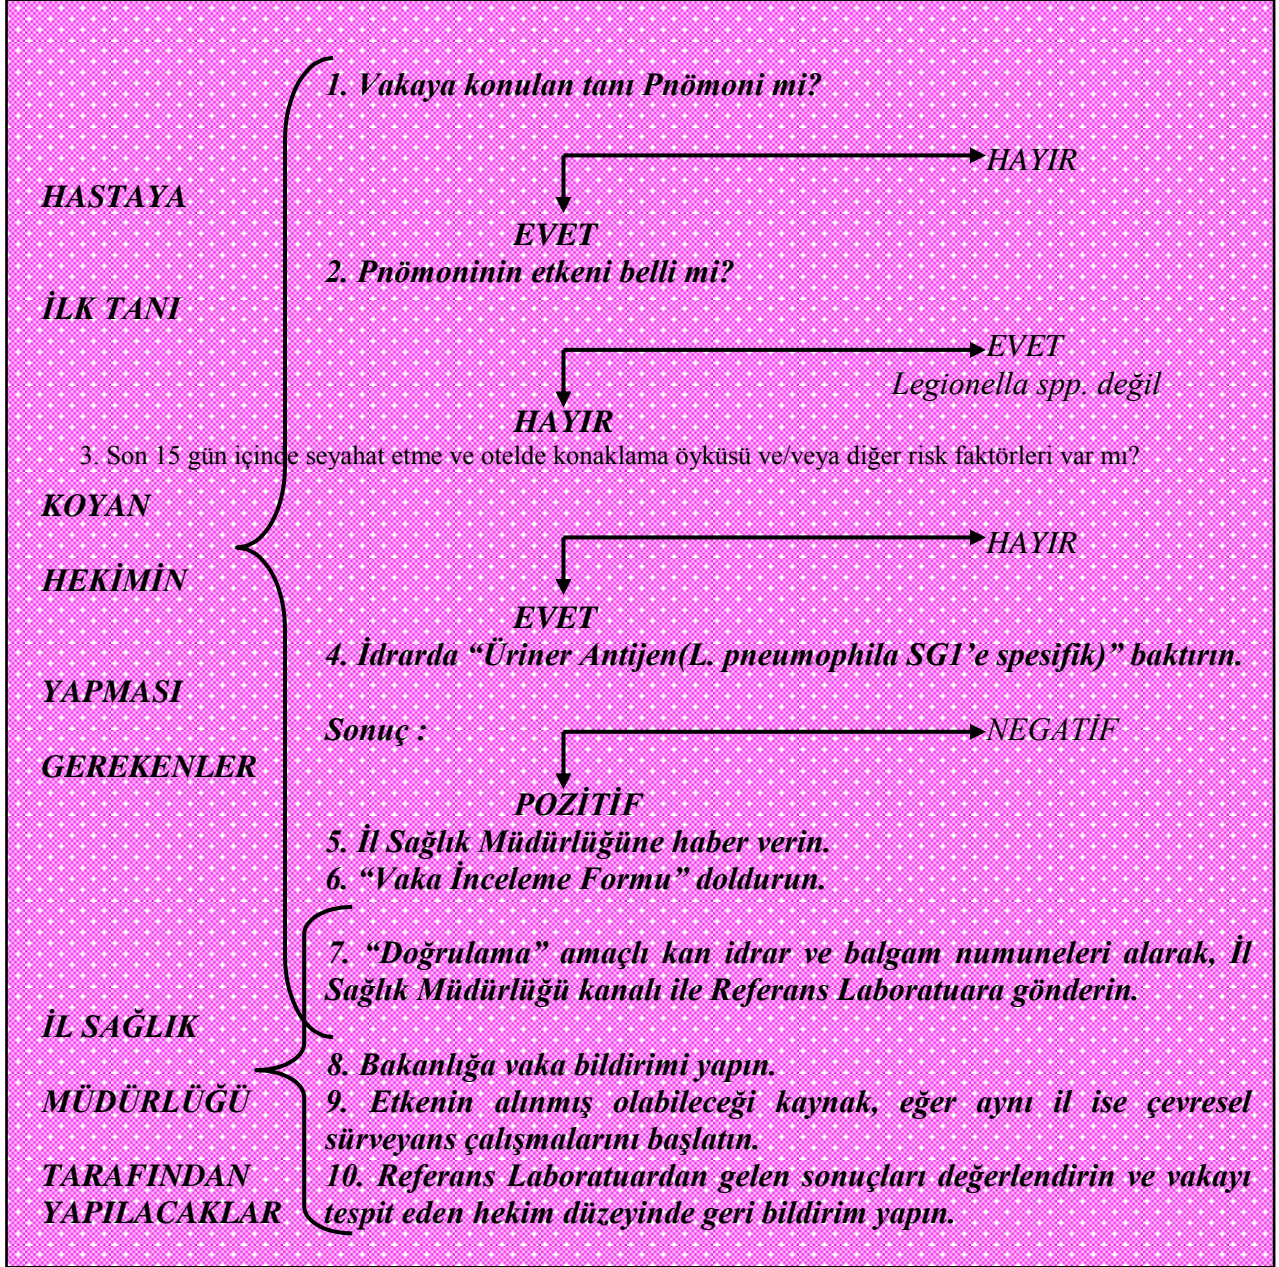 1. Vakaya konulan tanı Pnömoni mi?
HAYIR
HASTAYA
EVET
2. Pnömoninin etkeni belli mi?
İLK TANI
EVET
Legionella spp. değil
HAYIR
3. Son 15 gün içinde seyahat etme ve otelde konaklama öyküsü ve/veya diğer risk faktörleri var mı?
KOYAN
HAYIR
HEKİMİN
EVET
4. İdrarda “Üriner Antijen(L. pneumophila SG1’e spesifik)” baktırın.
YAPMASI
Sonuç :
NEGATİF
GEREKENLER
POZİTİF
5. İl Sağlık Müdürlüğüne haber verin.
6. “Vaka İnceleme Formu” doldurun.
7. “Doğrulama” amaçlı kan idrar ve balgam numuneleri alarak, İl
Sağlık Müdürlüğü kanalı ile Referans Laboratuara gönderin.
İL SAĞLIK
8. Bakanlığa vaka bildirimi yapın.
MÜDÜRLÜĞÜ
9. Etkenin alınmış olabileceği kaynak, eğer aynı il ise çevresel
sürveyans çalışmalarını başlatın.
TARAFINDAN
10. Referans Laboratuardan gelen sonuçları değerlendirin ve vakayı
YAPILACAKLAR
tespit eden hekim düzeyinde geri bildirim yapın.